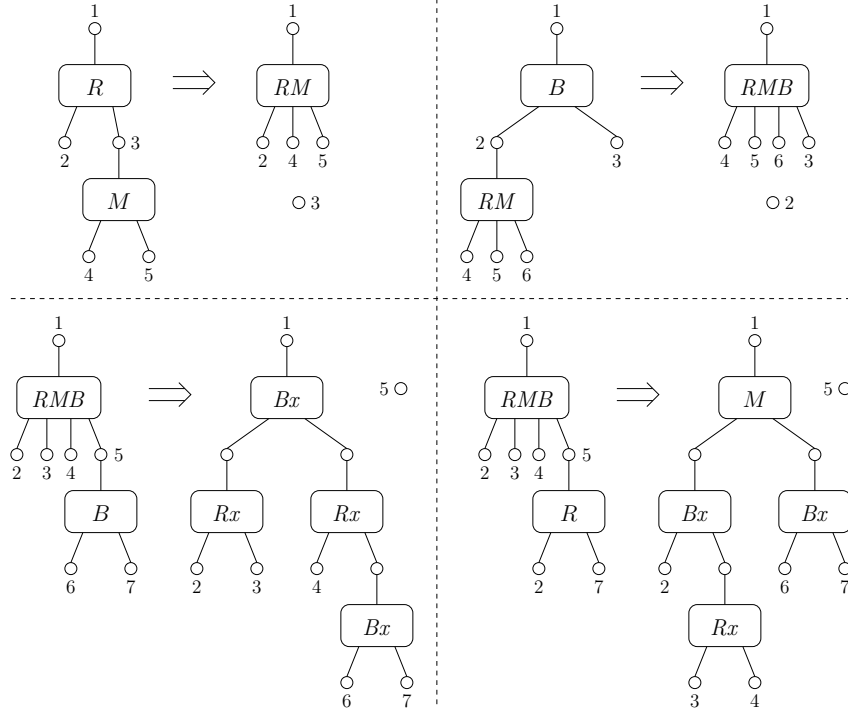 1 1
R RM
2 3 2 4 5
M 3
4 5
1 1
B RMB
2 3 4 5 6 3
RM 2
4 5 6
1 1
RMB Bx 5
2 3 4 5
B Rx Rx
6 7 2 3 4
Bx
6 7
1 1
RMB M 5
2 3 4 5
R Bx Bx
2 7 2 6 7
Rx
3 4